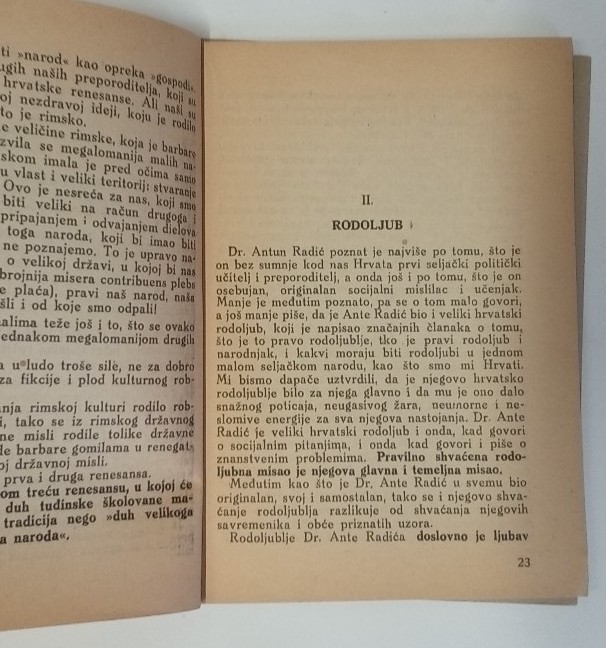 ti »narod« kao opreka »gospodi«.
ugih naših preporoditelja, koji su
hrvatske renesanse. Ali naši su
oj nezdravoj ideji, koju je rodilo
to je rimsko.
e veličine rimske, koja je barbare
zvila se megalomanija malih na-
skom imala je pred očima samo
u vlast i veliki teritorij: stvaranje
Ovo je nesreća za nas, koji smo
biti veliki na račun drugoga i
pripajanjem i odvajanjem dielova
toga naroda, koji bi imao biti
ne poznajemo. To je upravo na-
o velikoj državi, u kojoj bi nas
brojnija misera contribuens plebs
e plaća), pravi naš narod, naša
šli i od koje smo odpali!
alima teže još i to, što se ovako
jednakom megalomanijom drugih
a u ludo troše sile, ne za dobro
za fikcije i plod kulturnog rob-
nja rimskoj kulturi rodilo rob-
i, tako se iz rimskog državnog
ne misli rodile tolike državne
de barbare gomilama u renegat-
oj državnoj misli.
prva i druga renesansa.
om treću renesansu, u kojoj će
duh tudinske školovane ma-
tradicija nego »duh velikoga
a naroda«.
II.
RODOLJUB
Dr. Antun Radić poznat je najviše po tomu, što je
on bez sumnje kod nas Hrvata prvi seljački politički
učitelj i preporoditelj, a onda još i po tomu, što je on
osebujan, originalan socijalni mislilac i učenjak.
Manje je medutim poznato, pa se o tom malo govori,
a još manje piše, da je Ante Radić bio i veliki hrvatski
rodoljub, koji je napisao značajnih članaka o tomu,
što je to pravo rodoljublje, tko je pravi rodoljub i
narodnjak, i kakvi moraju biti rodoljubi u jednom
malom seljačkom narodu, kao što smo mi Hrvati.
Mi bismo dapače uztvrdili, da je njegovo hrvatsko
rodoljublje bilo za njega glavno i da mu je ono dalo
snažnog poticaja, neugasivog žara, neumorne i ne-
slomive energije za sva njegova nastojanja. Dr. Ante
Radić je veliki hrvatski rodoljub i onda, kad govori
o socijalnim pitanjima, i onda kad govori i piše o
znanstvenim problemima. Pravilno shvaćena rodo-
ljubna misao je njegova glavna i temeljna misao.
Medutim kao što je Dr. Ante Radić u svemu bio
originalan, svoj i samostalan, tako se i njegovo shva-
ćanje rodoljublja razlikuje od shvaćanja njegovih
savremenika i obće priznatih uzora.
Rodoljublje Dr. Ante Radića doslovno je ljubav
23